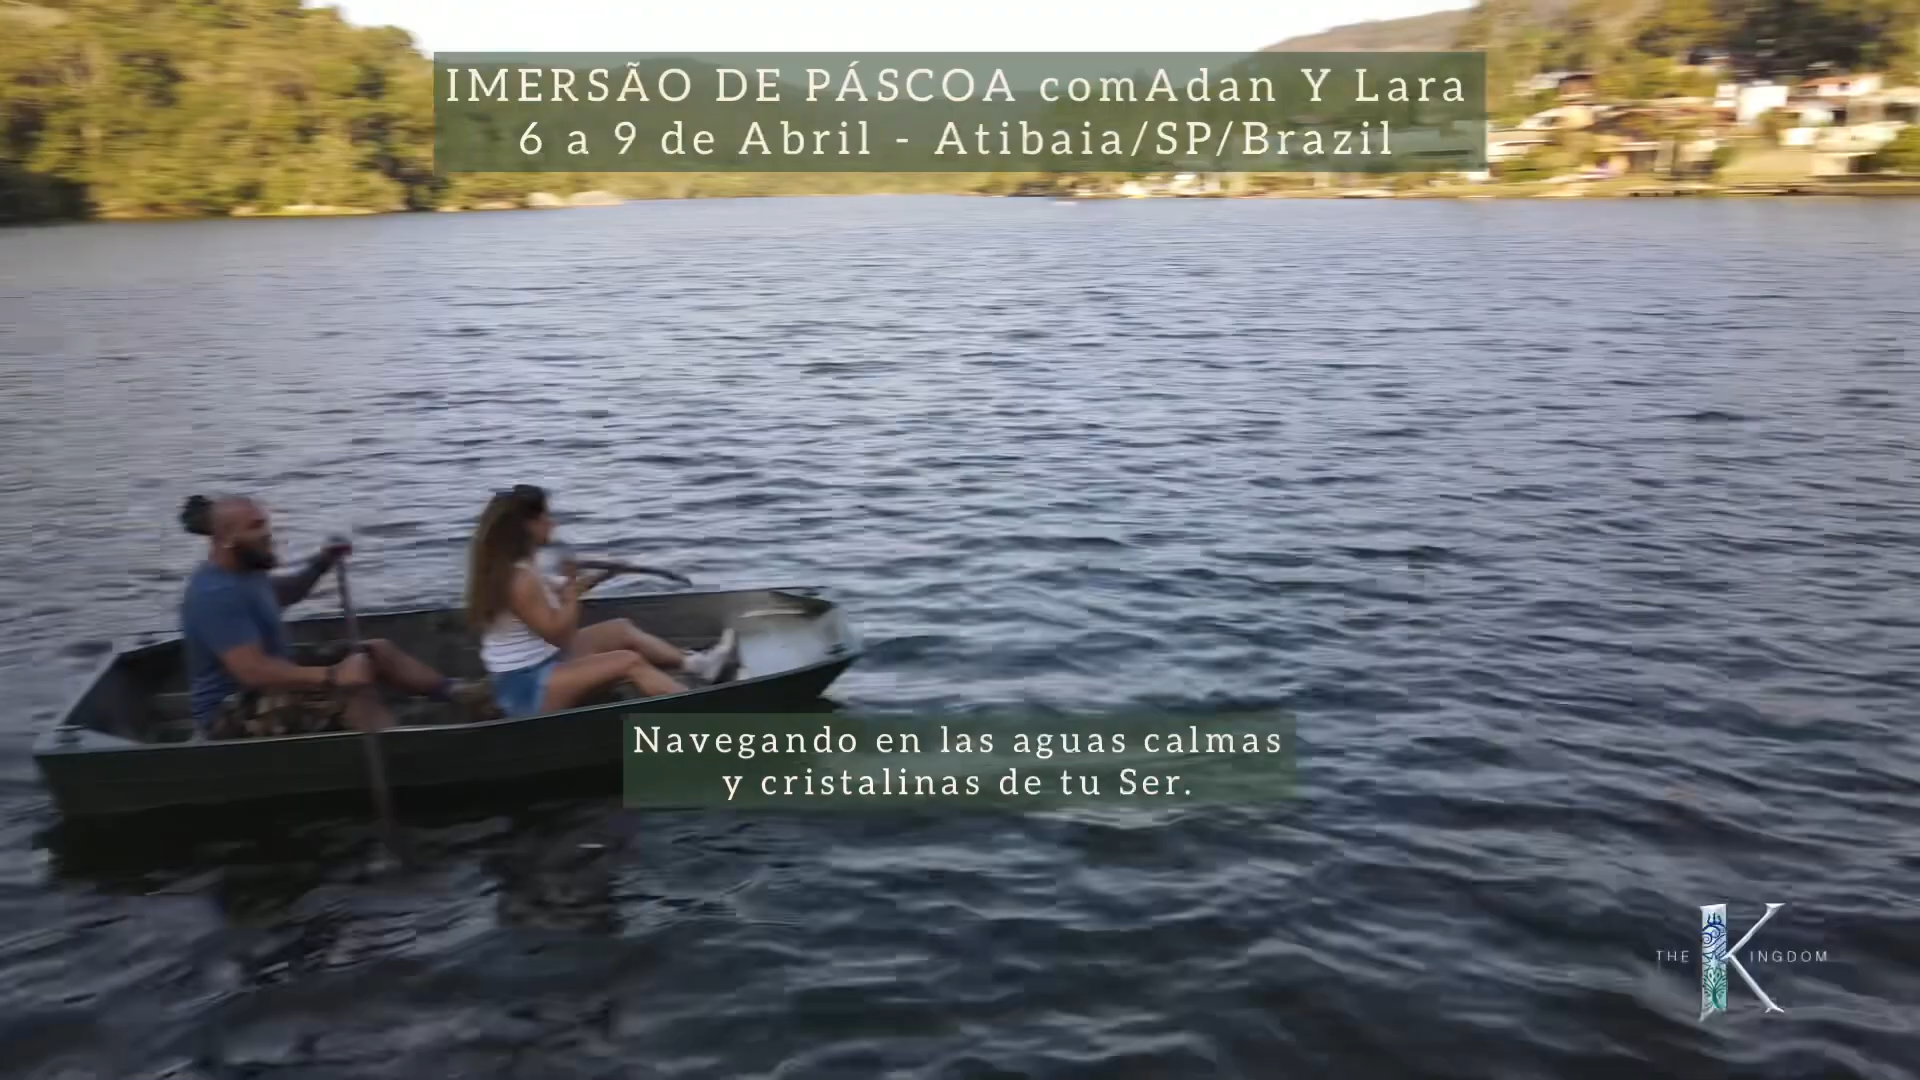 IMERSÃO DE PÁSCOA comAdan Y Lara
6 a 9 de Abril - Atibaia/SP/Brazil
Navegando en las aguas calmas
y cristalinas de tu Ser.
THE KINGDOM